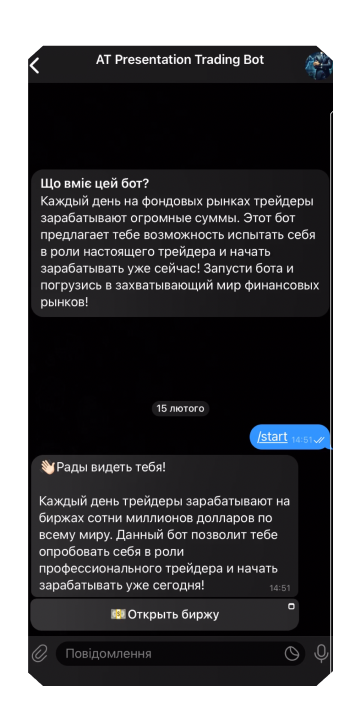 AT Presentation Trading Bot
Що вміє цей бот?
Каждый день на фондовых рынках трейдеры
зарабатывают огромные суммы. Этот бот
предлагает тебе возможность испытать себя
в роли настоящего трейдера и начать
зарабатывать уже сейчас! Запусти бота и
погрузись в захватывающий мир финансовых
рынков!
15 лютого
/start 14:51
👋🏻Рады видеть тебя!
Каждый день трейдеры зарабатывают на
биржах сотни миллионов долларов по
всему миру. Данный бот позволит тебе
опробовать себя в роли
профессионального трейдера и начать
зарабатывать уже сегодня! 14:51
💴Открыть биржу
Повідомлення